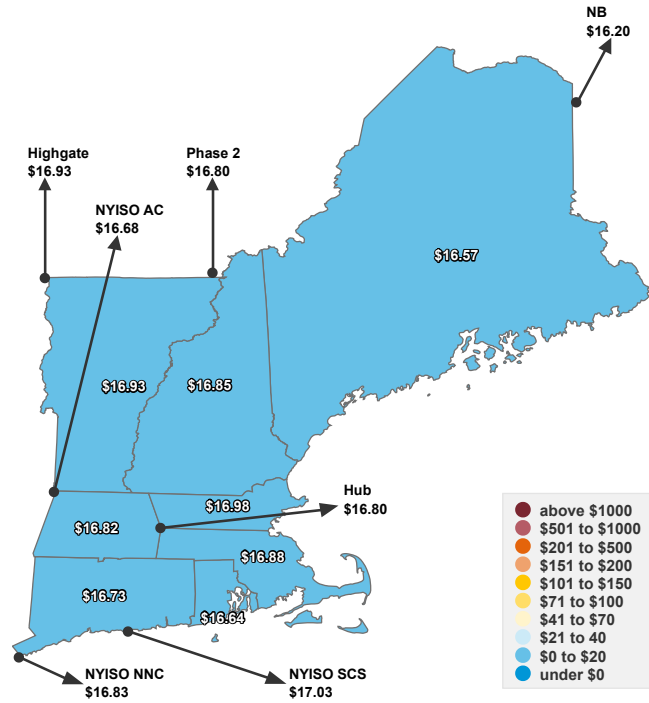 NB
$16.20
Highgate
$16.93
Phase 2
$16.80
NYISO AC
$16.68
$16.57
$16.93
$16.85
Hub
$16.80
$16.98
$16.82
$16.88
$16.73
$16.64
NYISO NNC
$16.83
NYISO SCS
$17.03
above $1000
$501 to $1000
$201 to $500
$151 to $200
$101 to $150
$71 to $100
$41 to $70
$21 to 40
$0 to $20
under $0